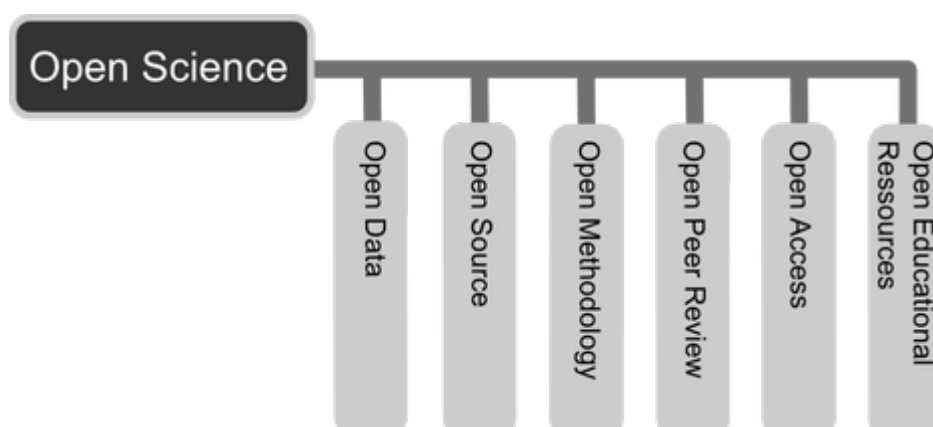 Open Science
Open Data
Open Source
Open Methodology
Open Peer Review
Open Access
Open Educational
Ressources